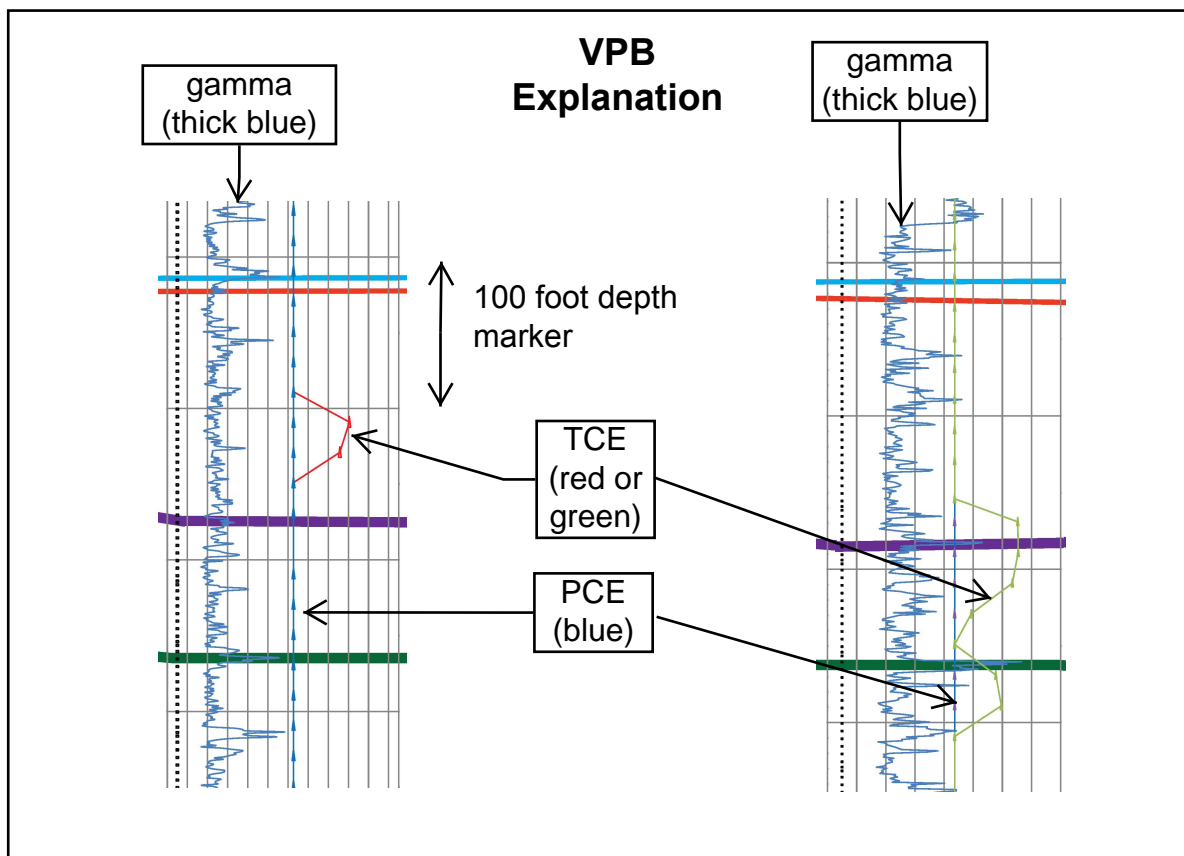 VPB
Explanation
gamma
(thick blue)
gamma
(thick blue)
100 foot depth
marker
TCE
(red or
green)
PCE
(blue)